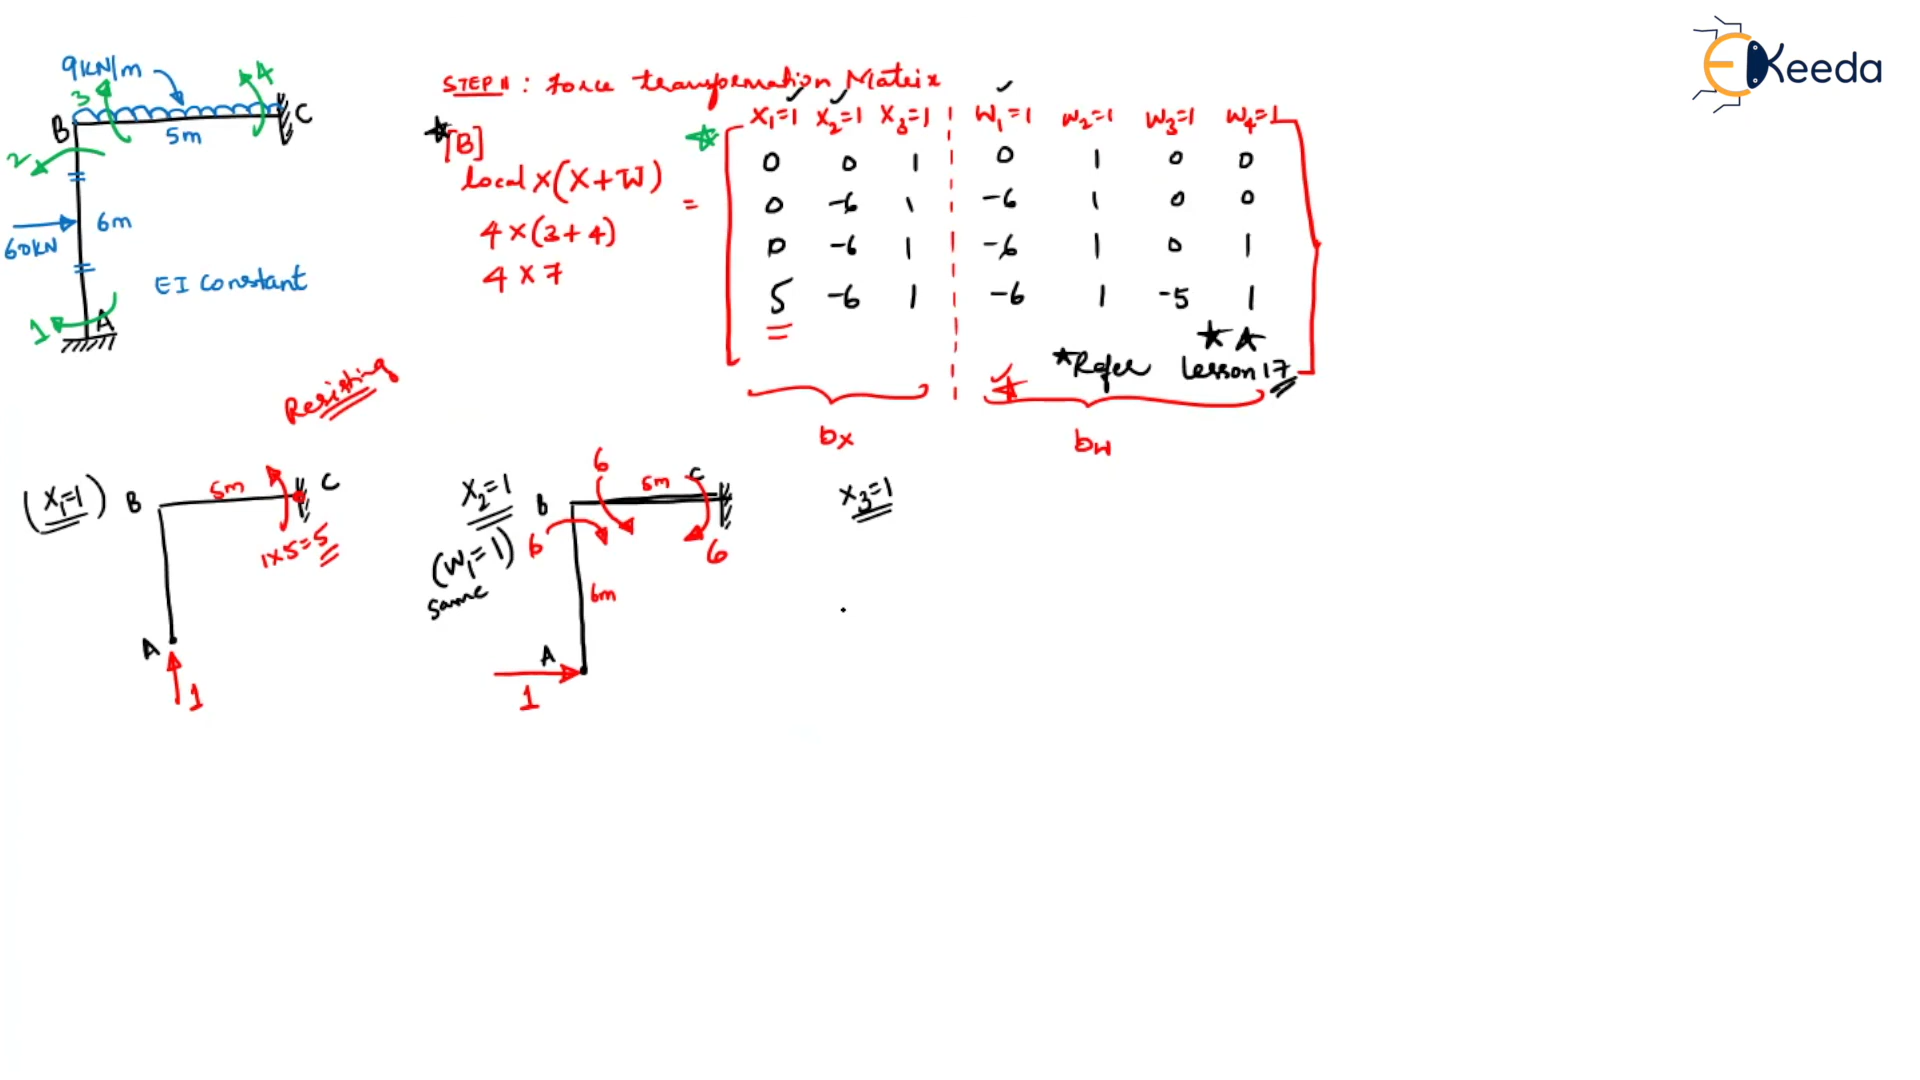 EKeeda
9KN/m
3
4
B
C
5m
2
60KN
6m
EI Constant
1
A
STEP II : Force transformation Matrix
[B]
local x (X+W)
4 x (3+4)
4 x 7
=
X₁=1 X₂=1 X₃=1 W₁=1 W₂=1 W₃=1 W₄=1
0 0 1 0 1 0 0
0 -6 1 -6 1 0 0
0 -6 1 -6 1 0 1
5 -6 1 -6 1 -5 1
*Refer Lesson 17
bx
bw
Resisting
(X₁=1)
B
5m
C
1x5=5
A
1
X₂=1
(W₁=1)
same
B
6
5m
C
6
6
6m
A
1
X₃=1